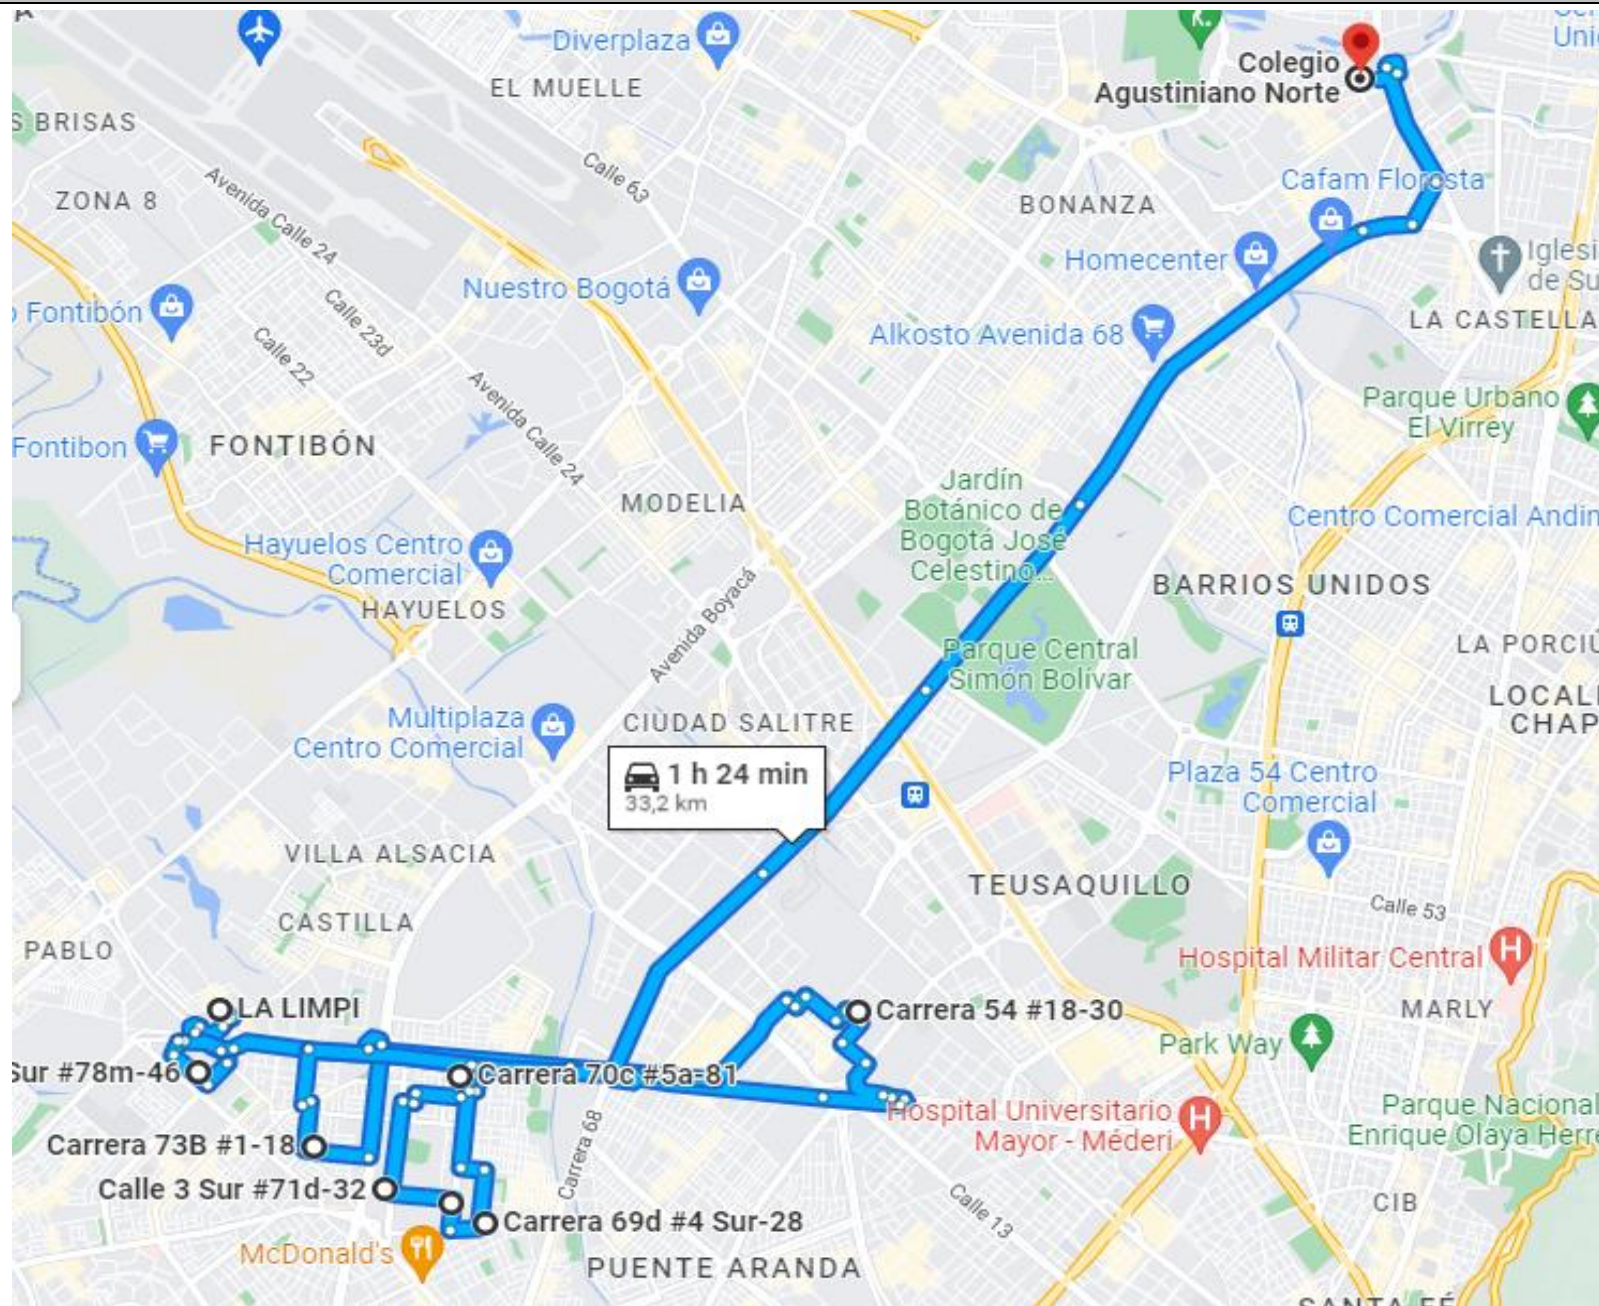 Diverplaza
EL MUELLE
Colegio
Agustiniano Norte
S BRISAS
Calle 63
ZONA 8
Avenida Calle 24
Cafam Floresta
BONANZA
Homecenter
Iglesi
de Su
Nuestro Bogotá
Fontibón
Calle 23d
Calle 22
Alkosto Avenida 68
LA CASTELLA
Avenida Calle 24
Parque Urbano
El Virrey
Fontibon
FONTIBÓN
MODELIA
Jardín
Botánico de
Bogotá José
Celestino...
Centro Comercial Andin
Hayuelos Centro
Comercial
HAYUELOS
BARRIOS UNIDOS
Avenida Boyacá
Parque Central
Simón Bolívar
LA PORCIÚ
LOCALI
CHAP
Multiplaza
Centro Comercial
CIUDAD SALITRE
1 h 24 min
33,2 km
Plaza 54 Centro
Comercial
VILLA ALSACIA
TEUSAQUILLO
Calle 53
CASTILLA
PABLO
Hospital Militar Central
MARLY
LA LIMPI
Carrera 54 #18-30
Park Way
Sur #78m-46
Carrera 70c #5a-81
Hospital Universitario
Mayor - Méderi
Parque Nacional
Enrique Olaya Herre
Carrera 73B #1-18
Carrera 68
Calle 3 Sur #71d-32
Calle 13
CIB
Carrera 69d #4 Sur-28
McDonald's
PUENTE ARANDA
SANTA FÉ